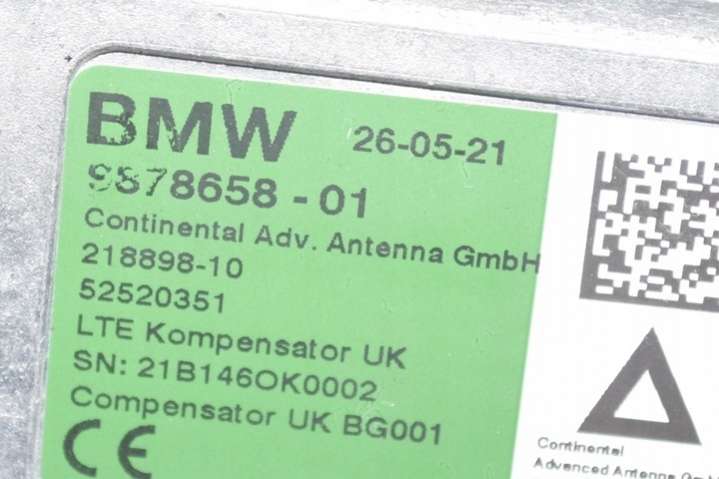 BMW 26-05-21
9878658 - 01
Continental Adv. Antenna GmbH
218898-10
52520351
LTE Kompensator UK
SN: 21B146OK0002
Compensator UK BG001
CE
Continental
Advanced Antenna GmbH